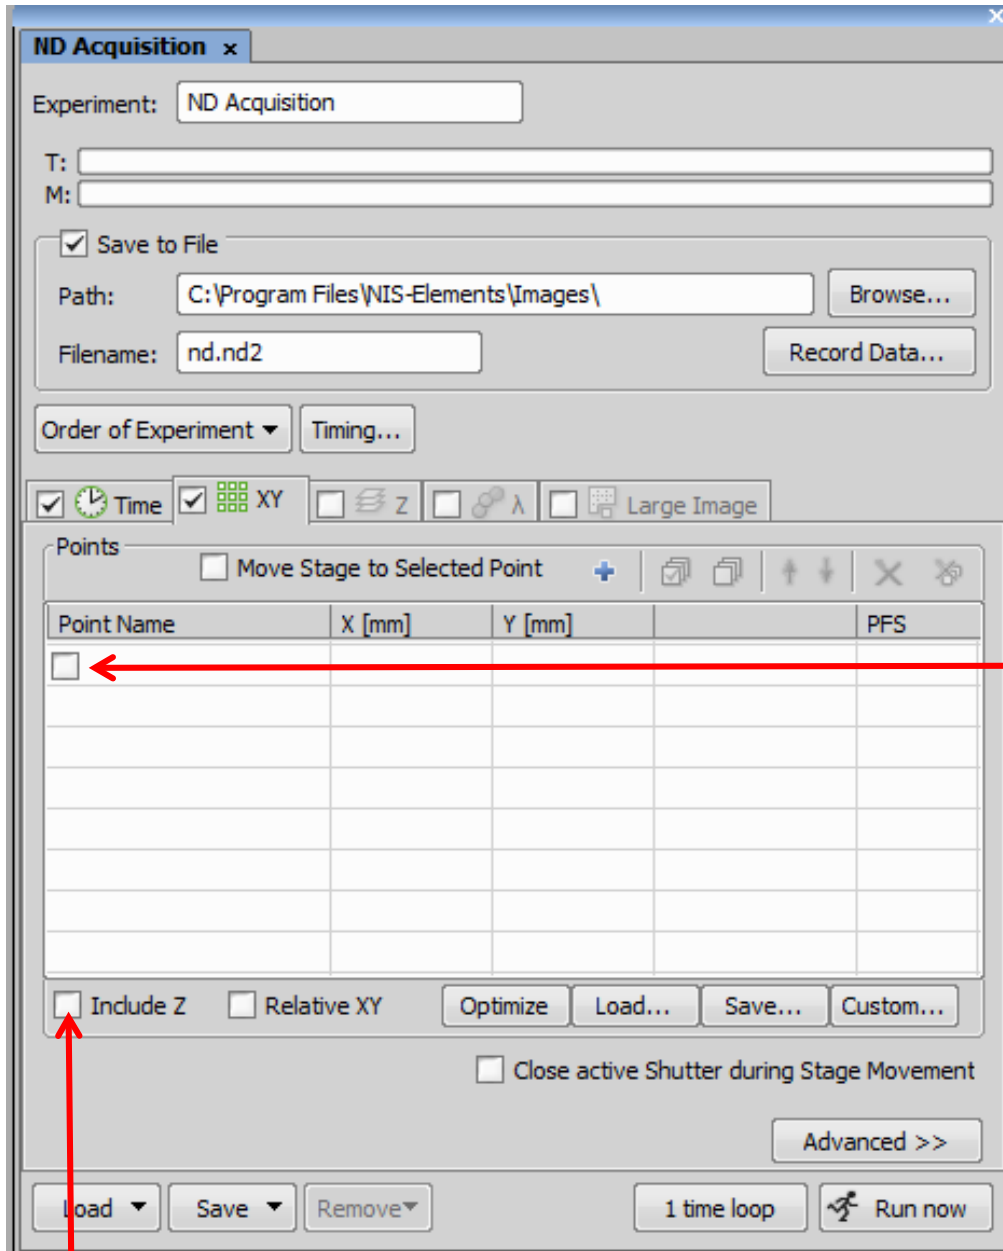 ND Acquisition x
Experiment: ND Acquisition
T:
M:
Save to File
Path: C:\Program Files\NIS-Elements\Images\ Browse...
Filename: nd.nd2 Record Data...
Order of Experiment Timing...
Time XY Z λ Large Image
Points
Move Stage to Selected Point
Point Name X [mm] Y [mm] PFS
Include Z Relative XY Optimize Load... Save... Custom...
Close active Shutter during Stage Movement
Advanced >>
Load Save Remove 1 time loop Run now